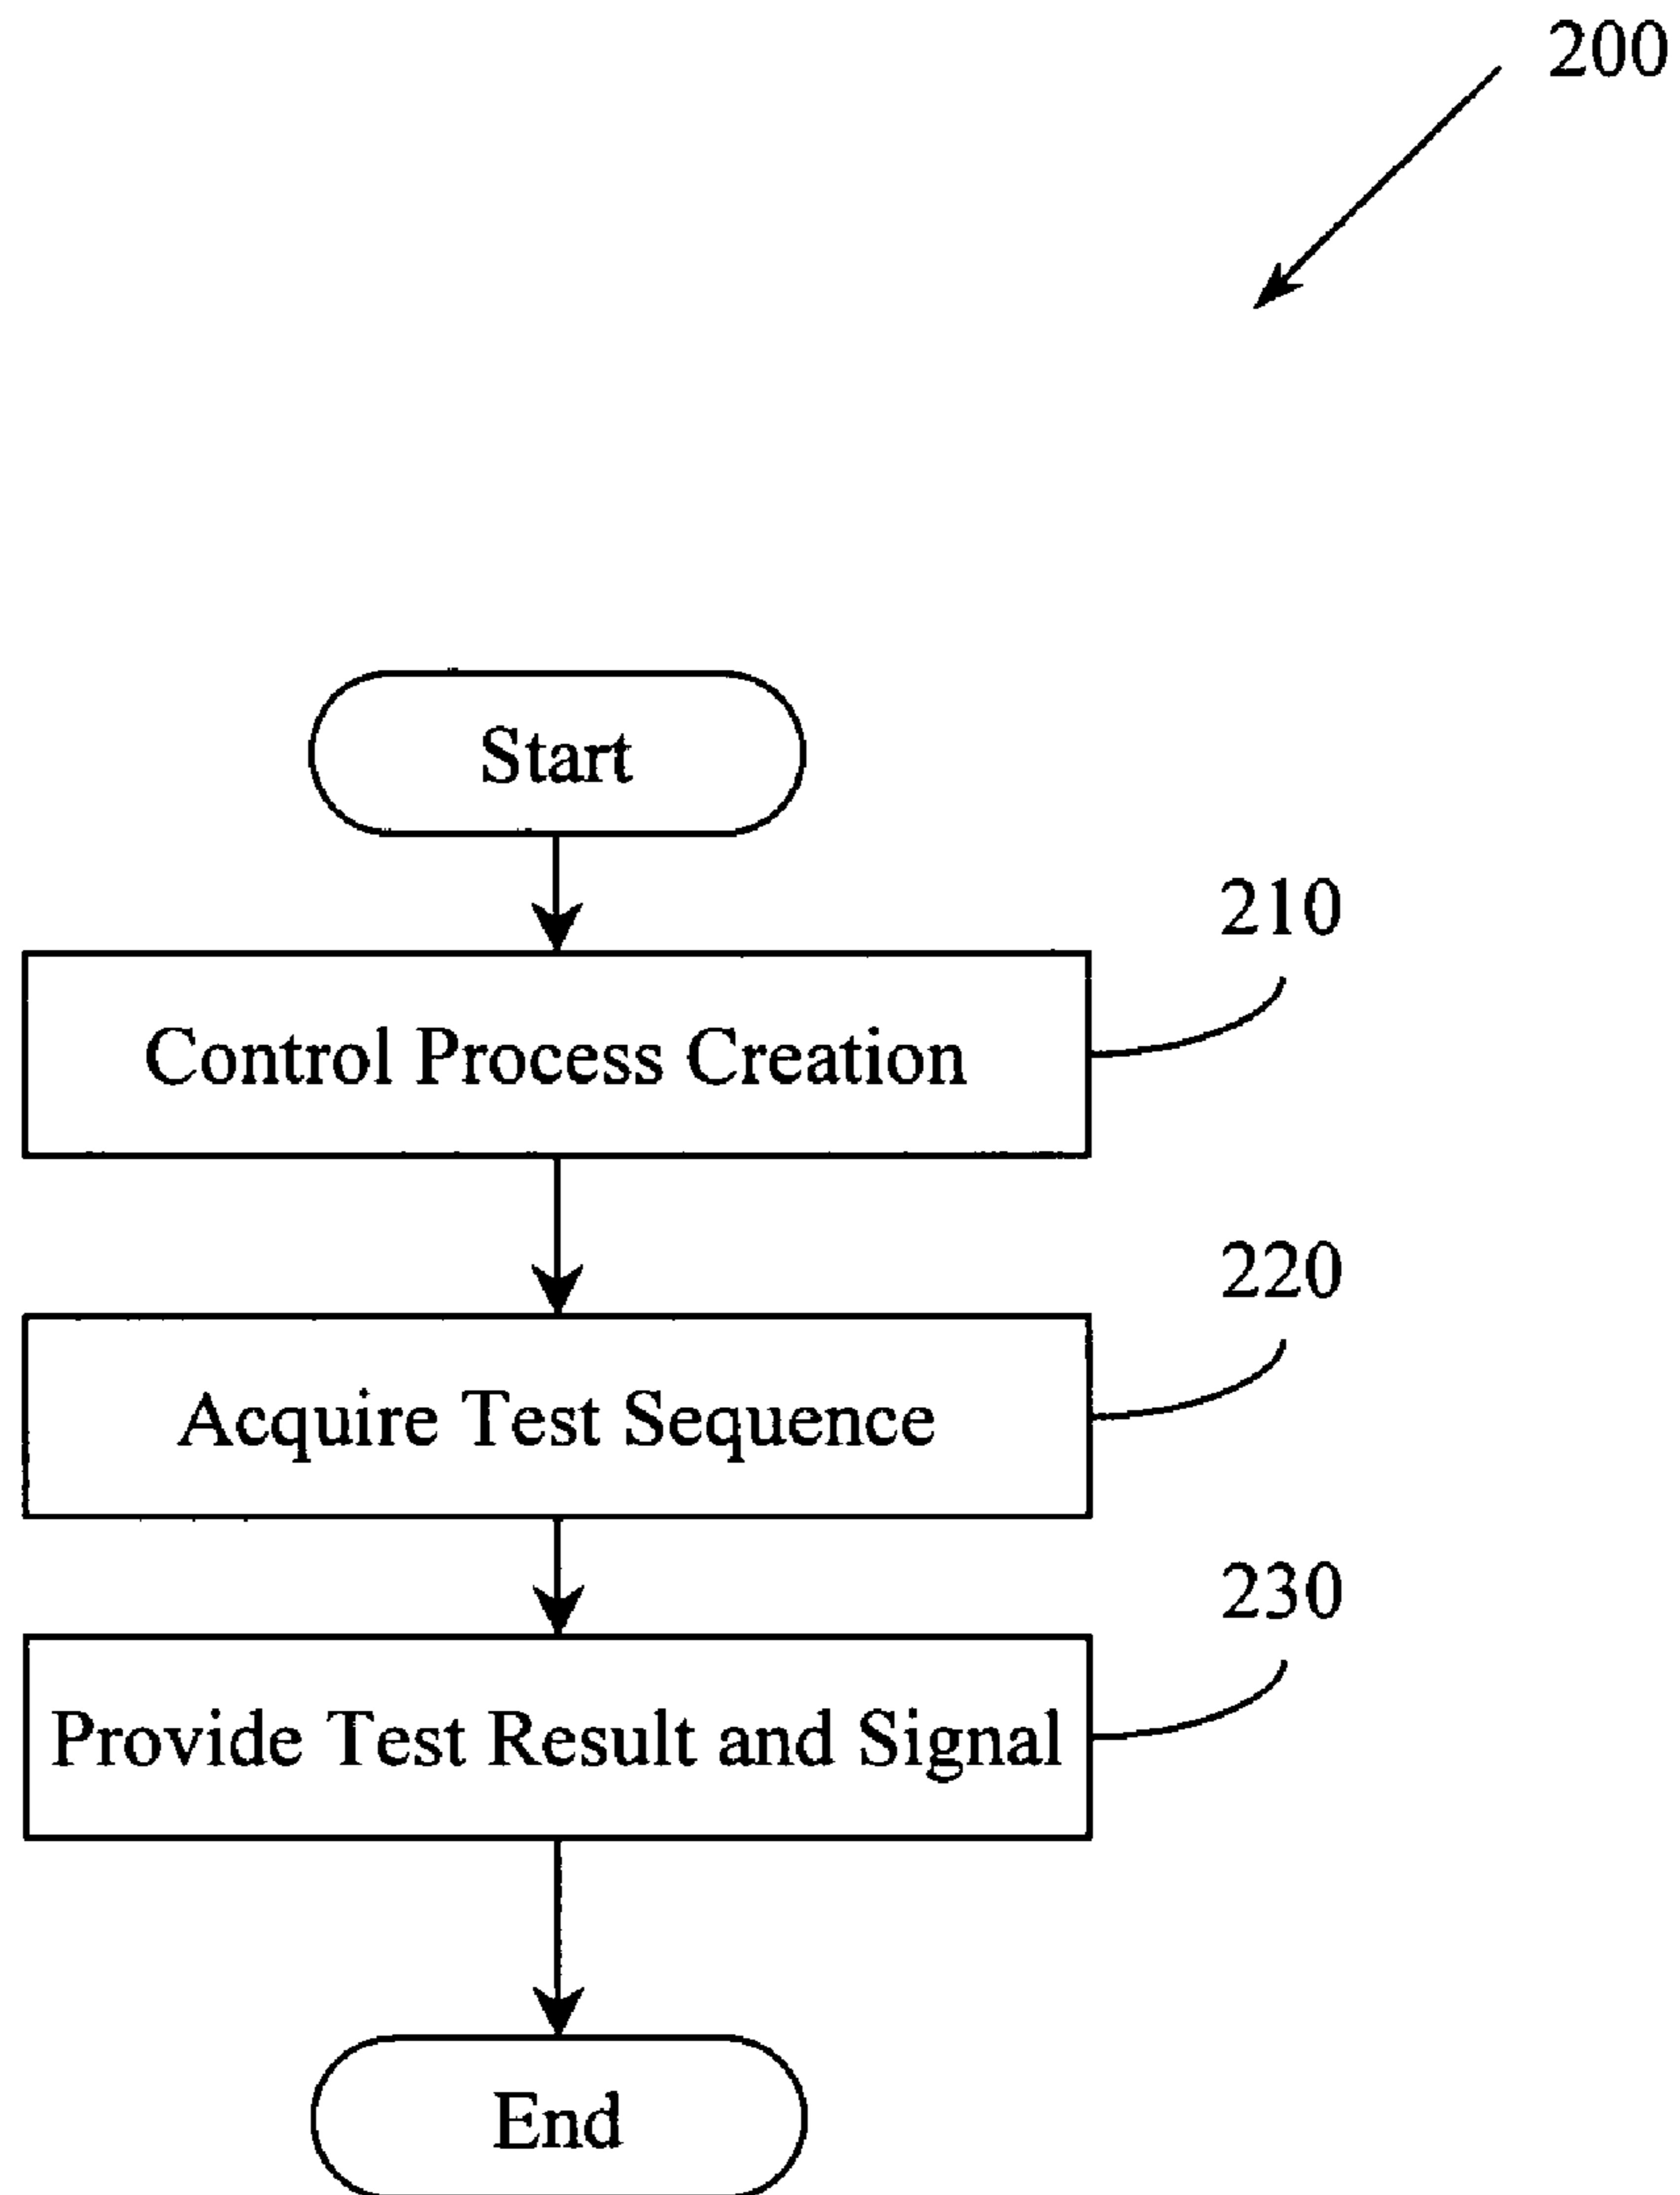 200
Start
210
Control Process Creation
220
Acquire Test Sequence
230
Provide Test Result and Signal
End